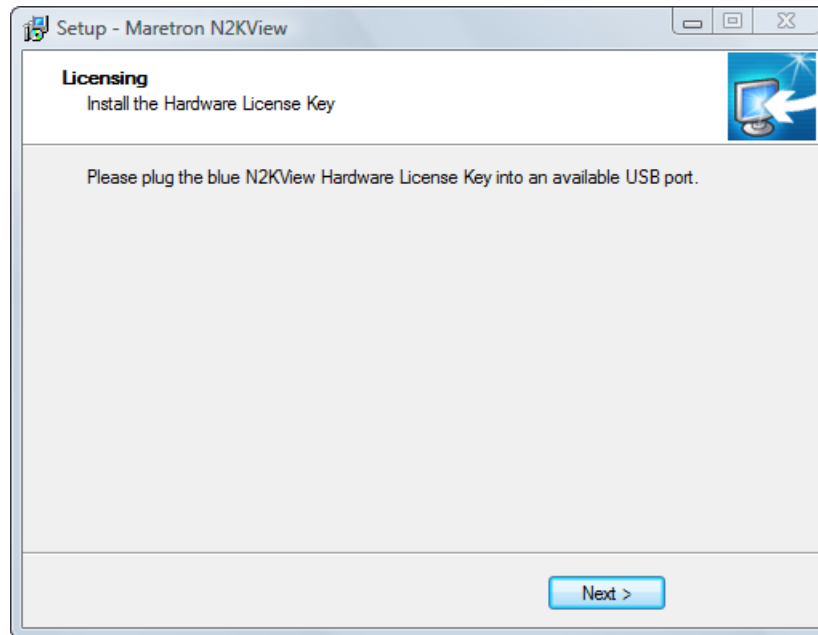 Setup - Maretron N2KView
Licensing
Install the Hardware License Key
Please plug the blue N2KView Hardware License Key into an available USB port.
Next >